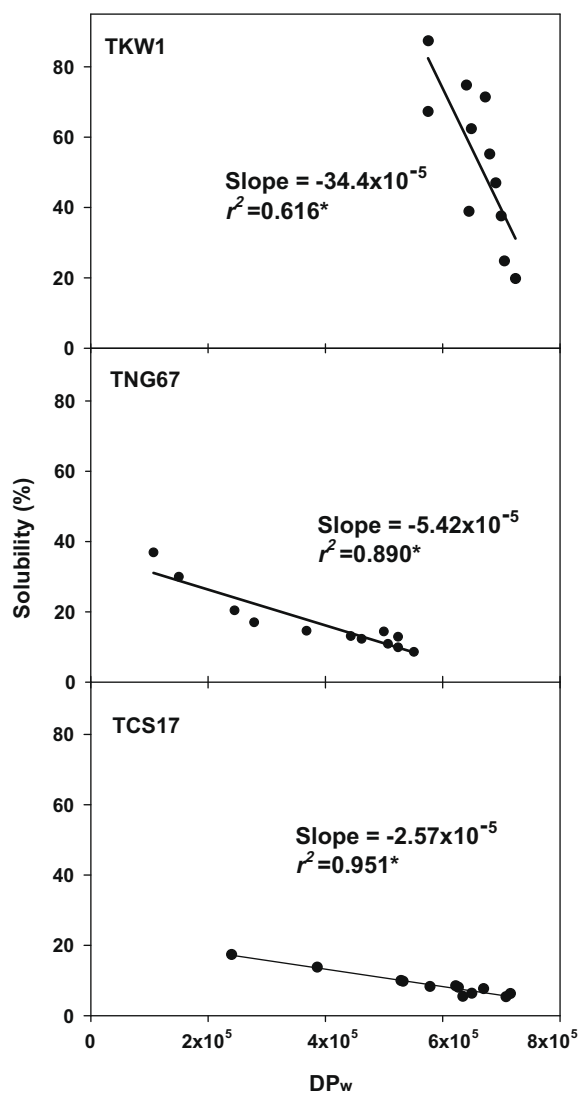 TKW1
80
60
40
20
0
Slope = -34.4x10⁻⁵
r²=0.616*
TNG67
80
60
40
20
0
Slope = -5.42x10⁻⁵
r²=0.890*
Solubility (%)
TCS17
80
60
40
20
0
Slope = -2.57x10⁻⁵
r²=0.951*
0 2x10⁵ 4x10⁵ 6x10⁵ 8x10⁵
DPw